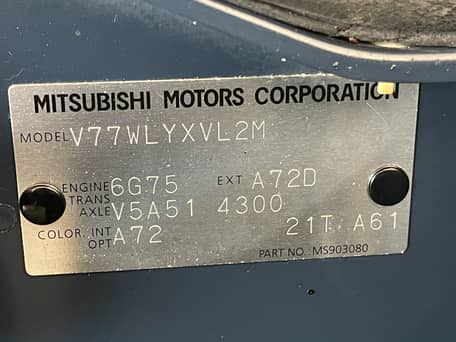 MITSUBISHI MOTORS CORPORATION
MODEL V77WLYXVL2M
ENGINE 6G75 EXT A72D
TRANS
AXLE V5A51 4300
COLOR, INT
OPT A72 21T A61
PART NO MS903080